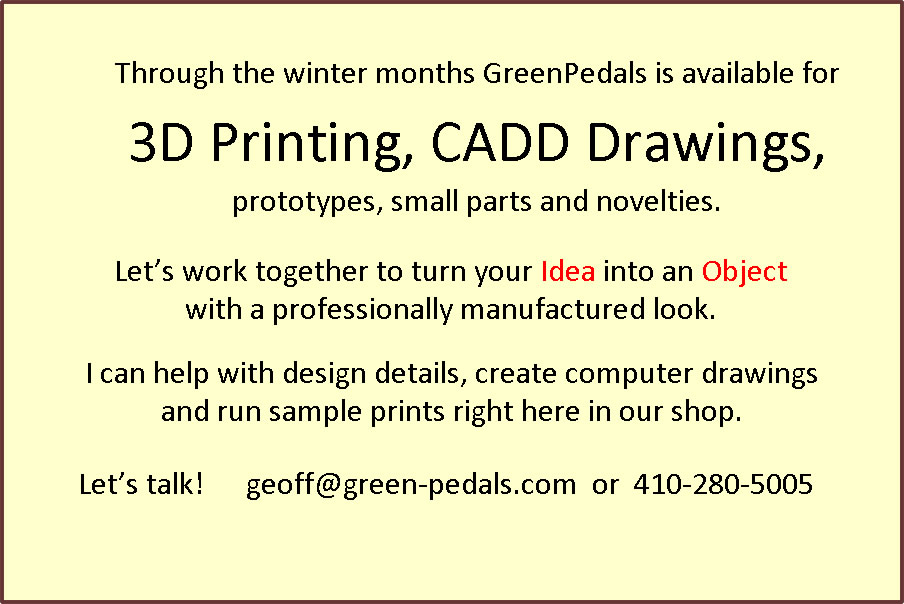 Through the winter months GreenPedals is available for
3D Printing, CADD Drawings,
prototypes, small parts and novelties.
Let’s work together to turn your Idea into an Object
with a professionally manufactured look.
I can help with design details, create computer drawings
and run sample prints right here in our shop.
Let’s talk! geoff@green-pedals.com or 410-280-5005